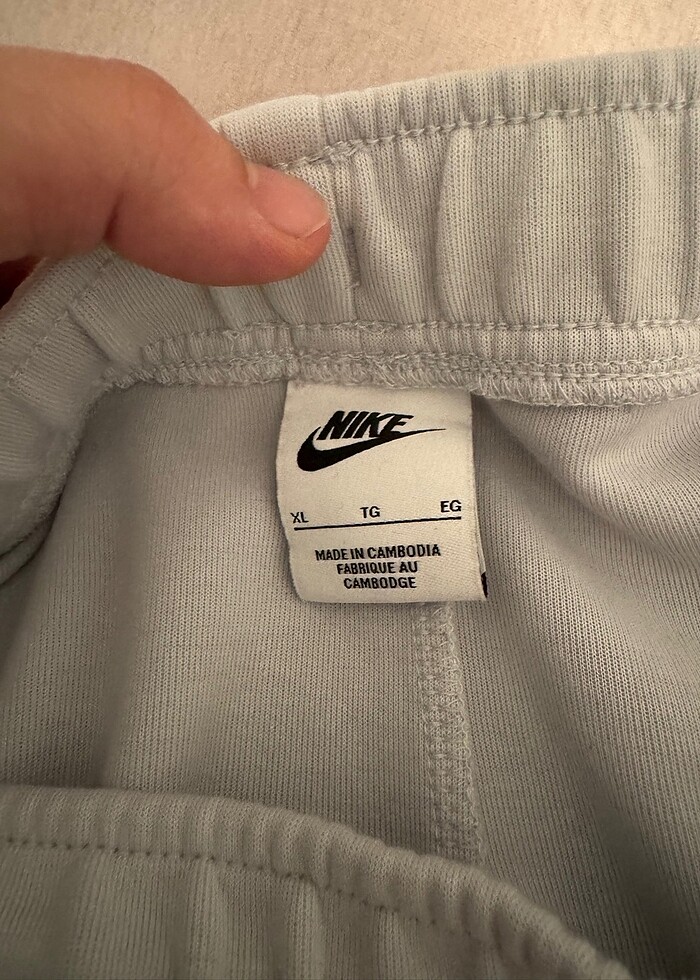 NIKE
XL TG EG
MADE IN CAMBODIA
FABRIQUE AU
CAMBODGE